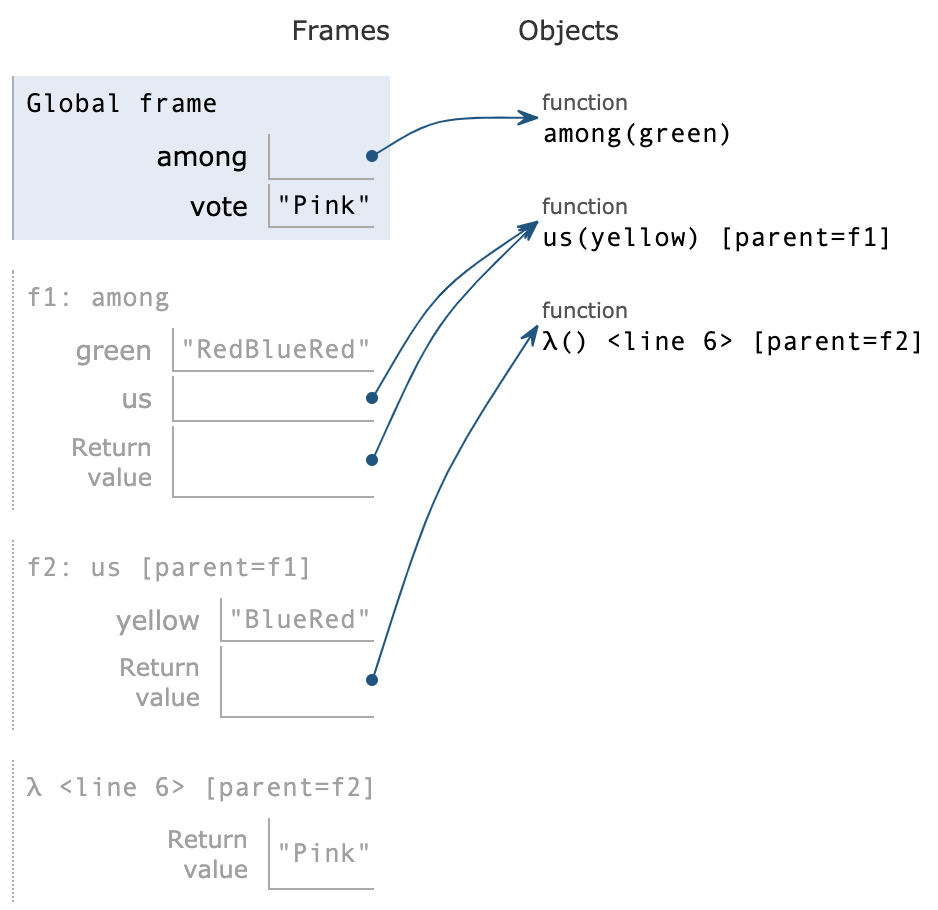 Frames
Objects
Global frame
among
vote
"Pink"
function
among(green)
function
us(yellow) [parent=f1]
function
λ() <line 6> [parent=f2]
f1: among
green
"RedBlueRed"
us
Return
value
f2: us [parent=f1]
yellow
"BlueRed"
Return
value
λ <line 6> [parent=f2]
Return
value
"Pink"